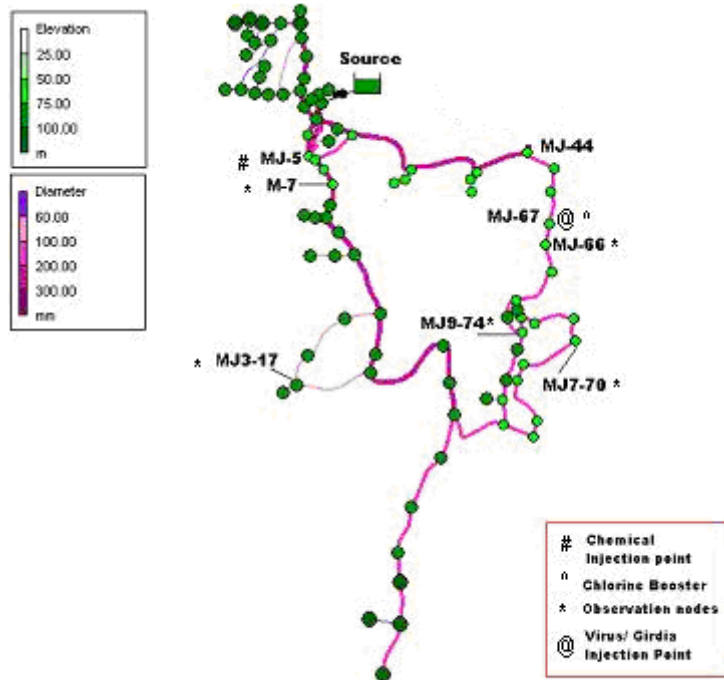 Elevation
25.00
50.00
75.00
100.00
m
Diameter
60.00
100.00
200.00
300.00
mm
Source
# MJ-5
* M-7
MJ-44
MJ-67 @ ^
MJ-66 *
MJ9-74*
* MJ3-17
MJ7-70 *
# Chemical
Injection point
^ Chlorine Booster
* Observation nodes
@ Virus/ Girdia
Injection Point